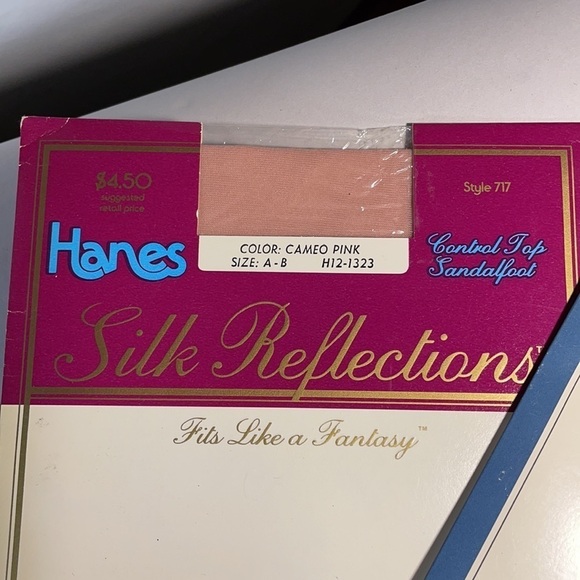 $4.50
suggested
retail price
Style 717
Hanes
COLOR: CAMEO PINK
SIZE: A-B H12-1323
Control Top
Sandalfoot
Silk Reflections
Fits Like a Fantasy™